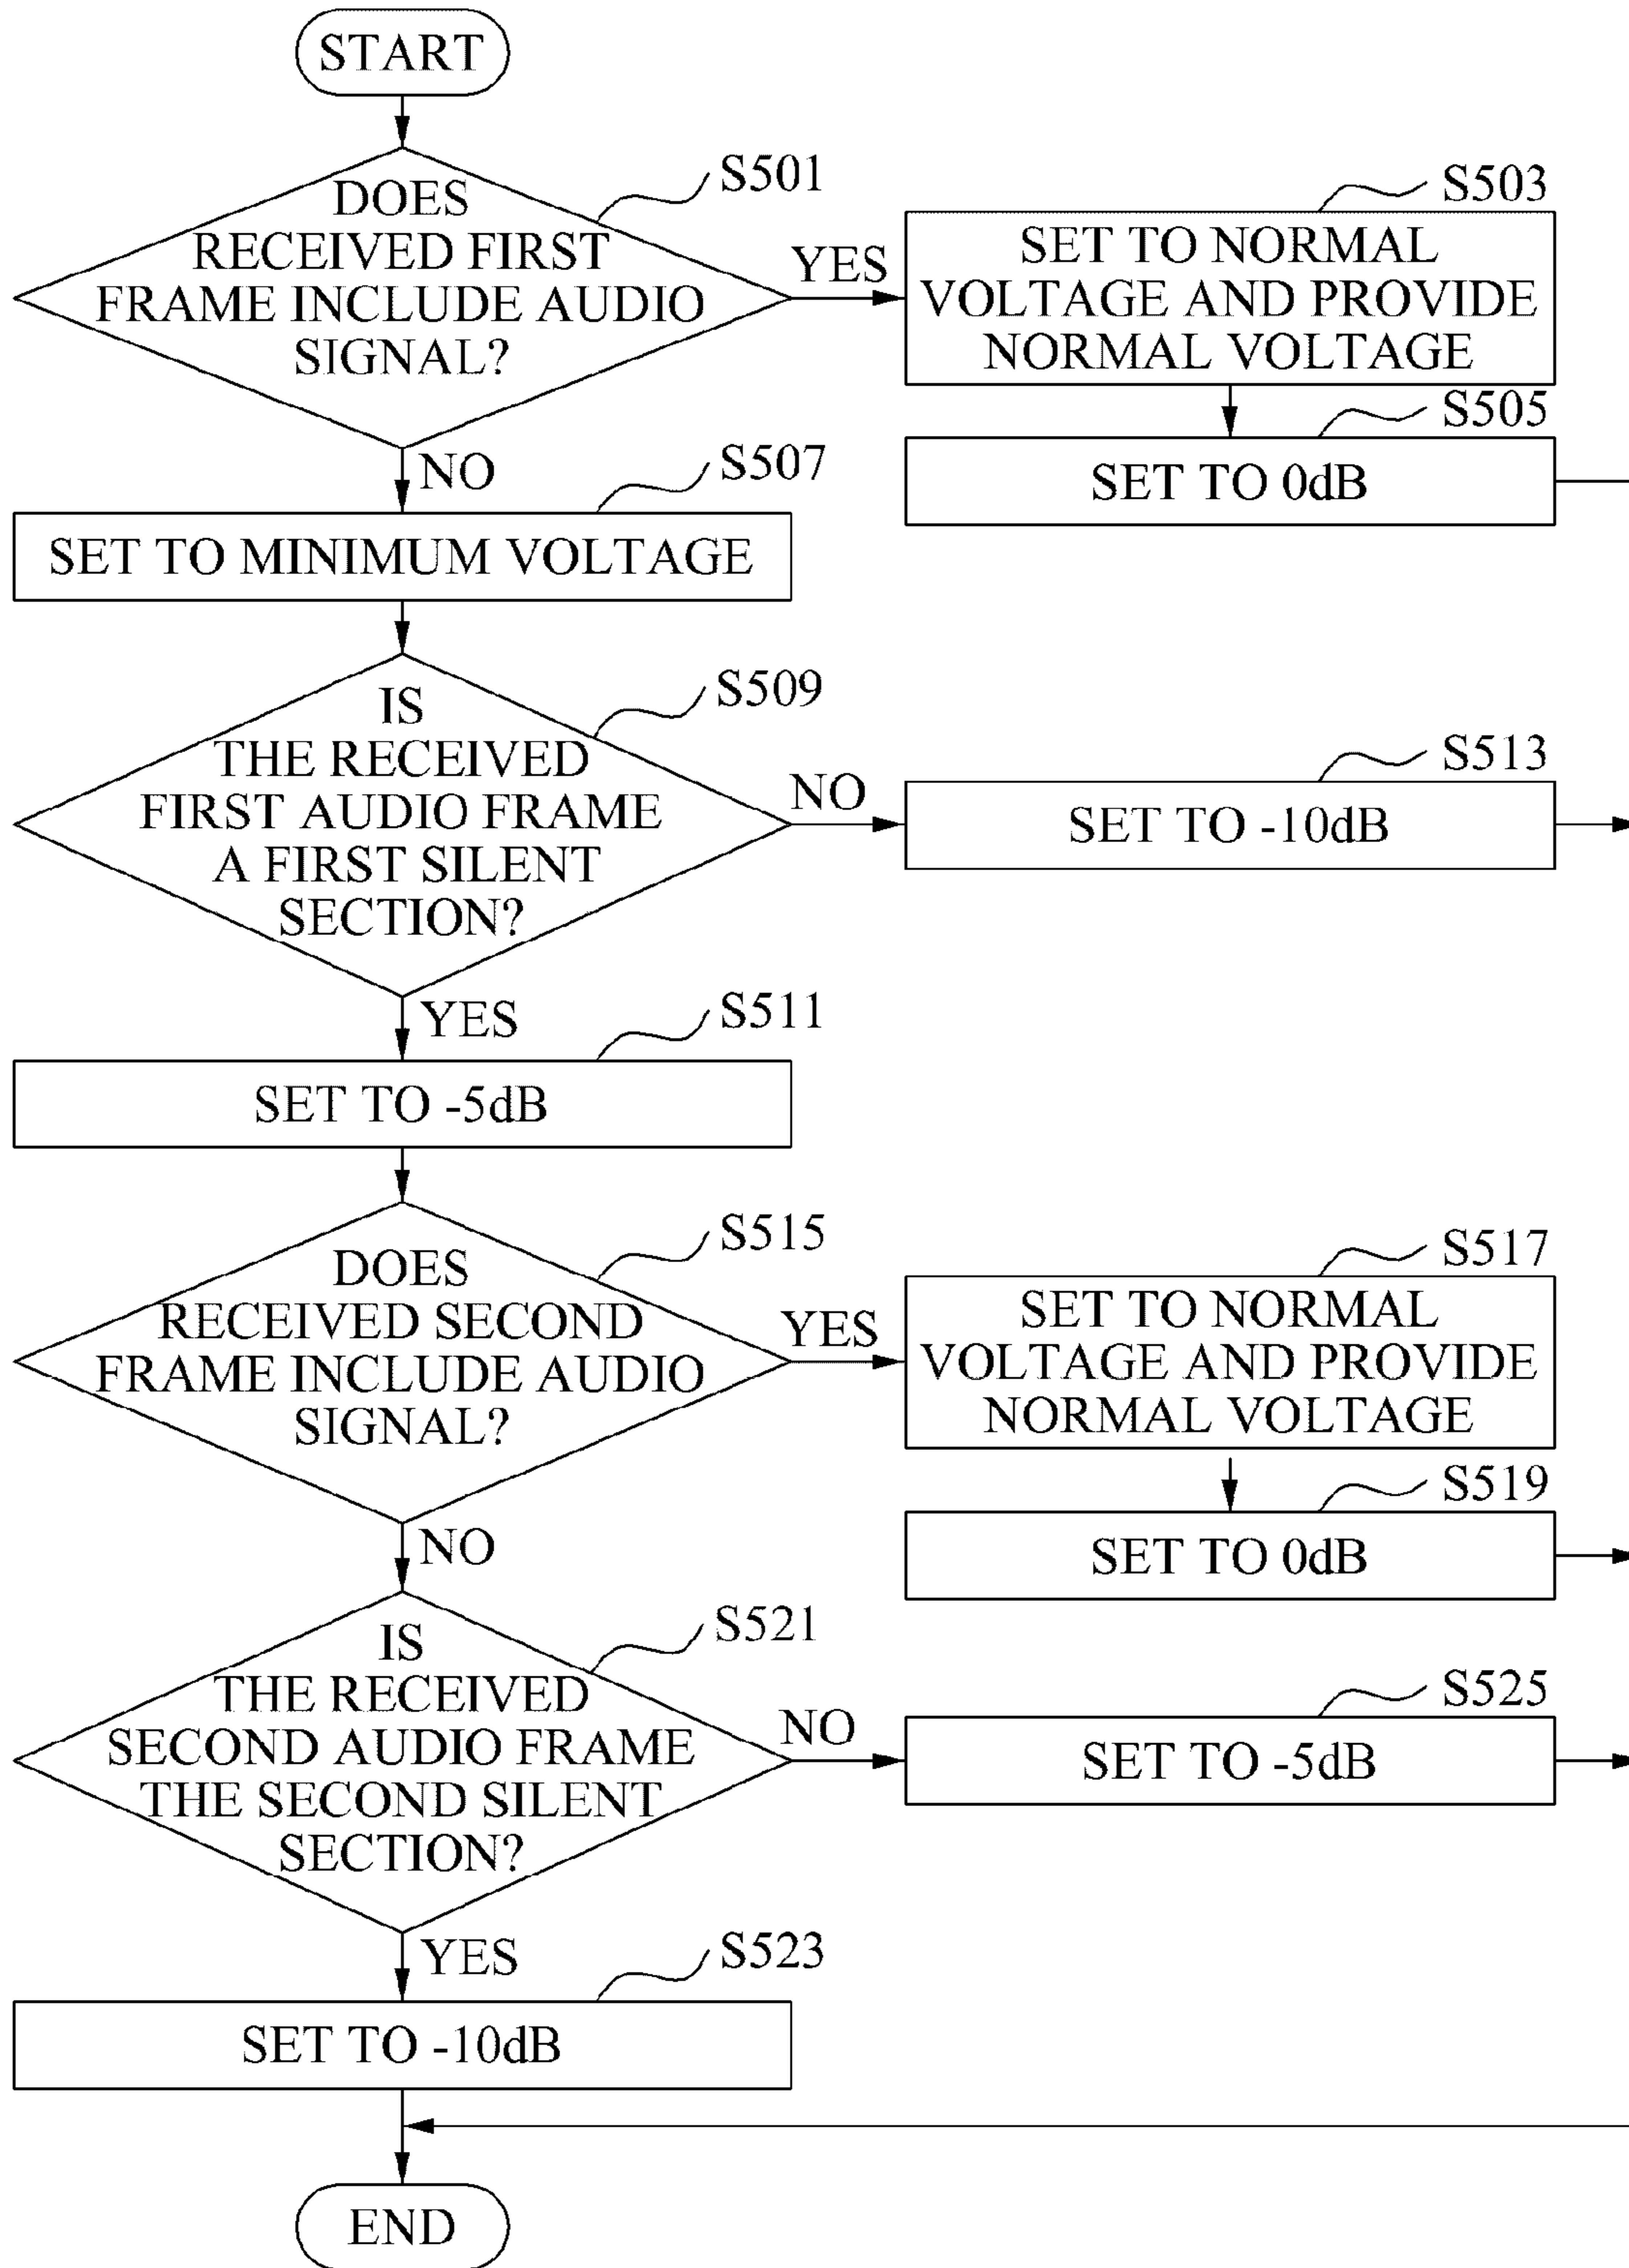 START
S501
DOES
RECEIVED FIRST
FRAME INCLUDE AUDIO
SIGNAL?
YES
S503
SET TO NORMAL
VOLTAGE AND PROVIDE
NORMAL VOLTAGE
S505
SET TO 0dB
NO
S507
SET TO MINIMUM VOLTAGE
S509
IS
THE RECEIVED
FIRST AUDIO FRAME
A FIRST SILENT
SECTION?
NO
S513
SET TO -10dB
YES
S511
SET TO -5dB
S515
DOES
RECEIVED SECOND
FRAME INCLUDE AUDIO
SIGNAL?
YES
S517
SET TO NORMAL
VOLTAGE AND PROVIDE
NORMAL VOLTAGE
S519
SET TO 0dB
NO
S521
IS
THE RECEIVED
SECOND AUDIO FRAME
THE SECOND SILENT
SECTION?
NO
S525
SET TO -5dB
YES
S523
SET TO -10dB
END